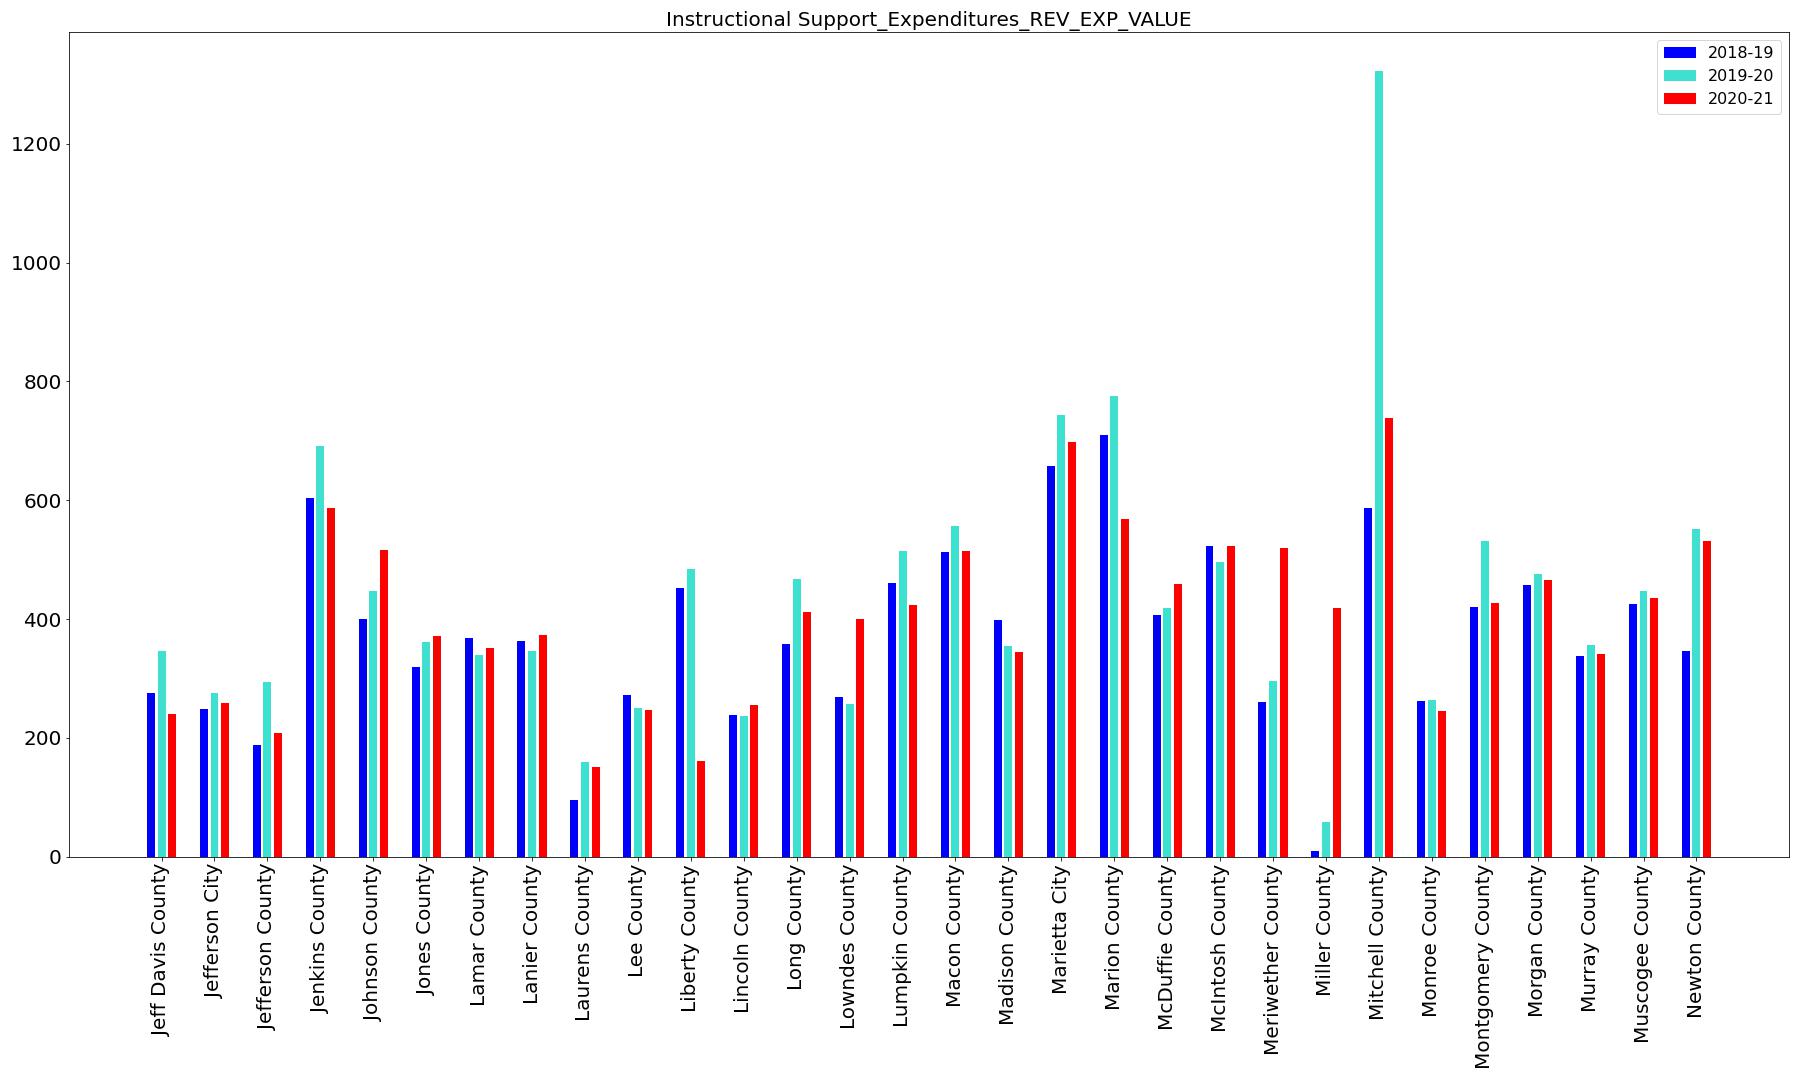 Instructional Support_Expenditures_REV_EXP_VALUE
2018-19
2019-20
2020-21
1200
1000
800
600
400
200
0
Jeff Davis County
Jefferson City
Jefferson County
Jenkins County
Johnson County
Jones County
Lamar County
Lanier County
Laurens County
Lee County
Liberty County
Lincoln County
Long County
Lowndes County
Lumpkin County
Macon County
Madison County
Marietta City
Marion County
McDuffie County
McIntosh County
Meriwether County
Miller County
Mitchell County
Monroe County
Montgomery County
Morgan County
Murray County
Muscogee County
Newton County